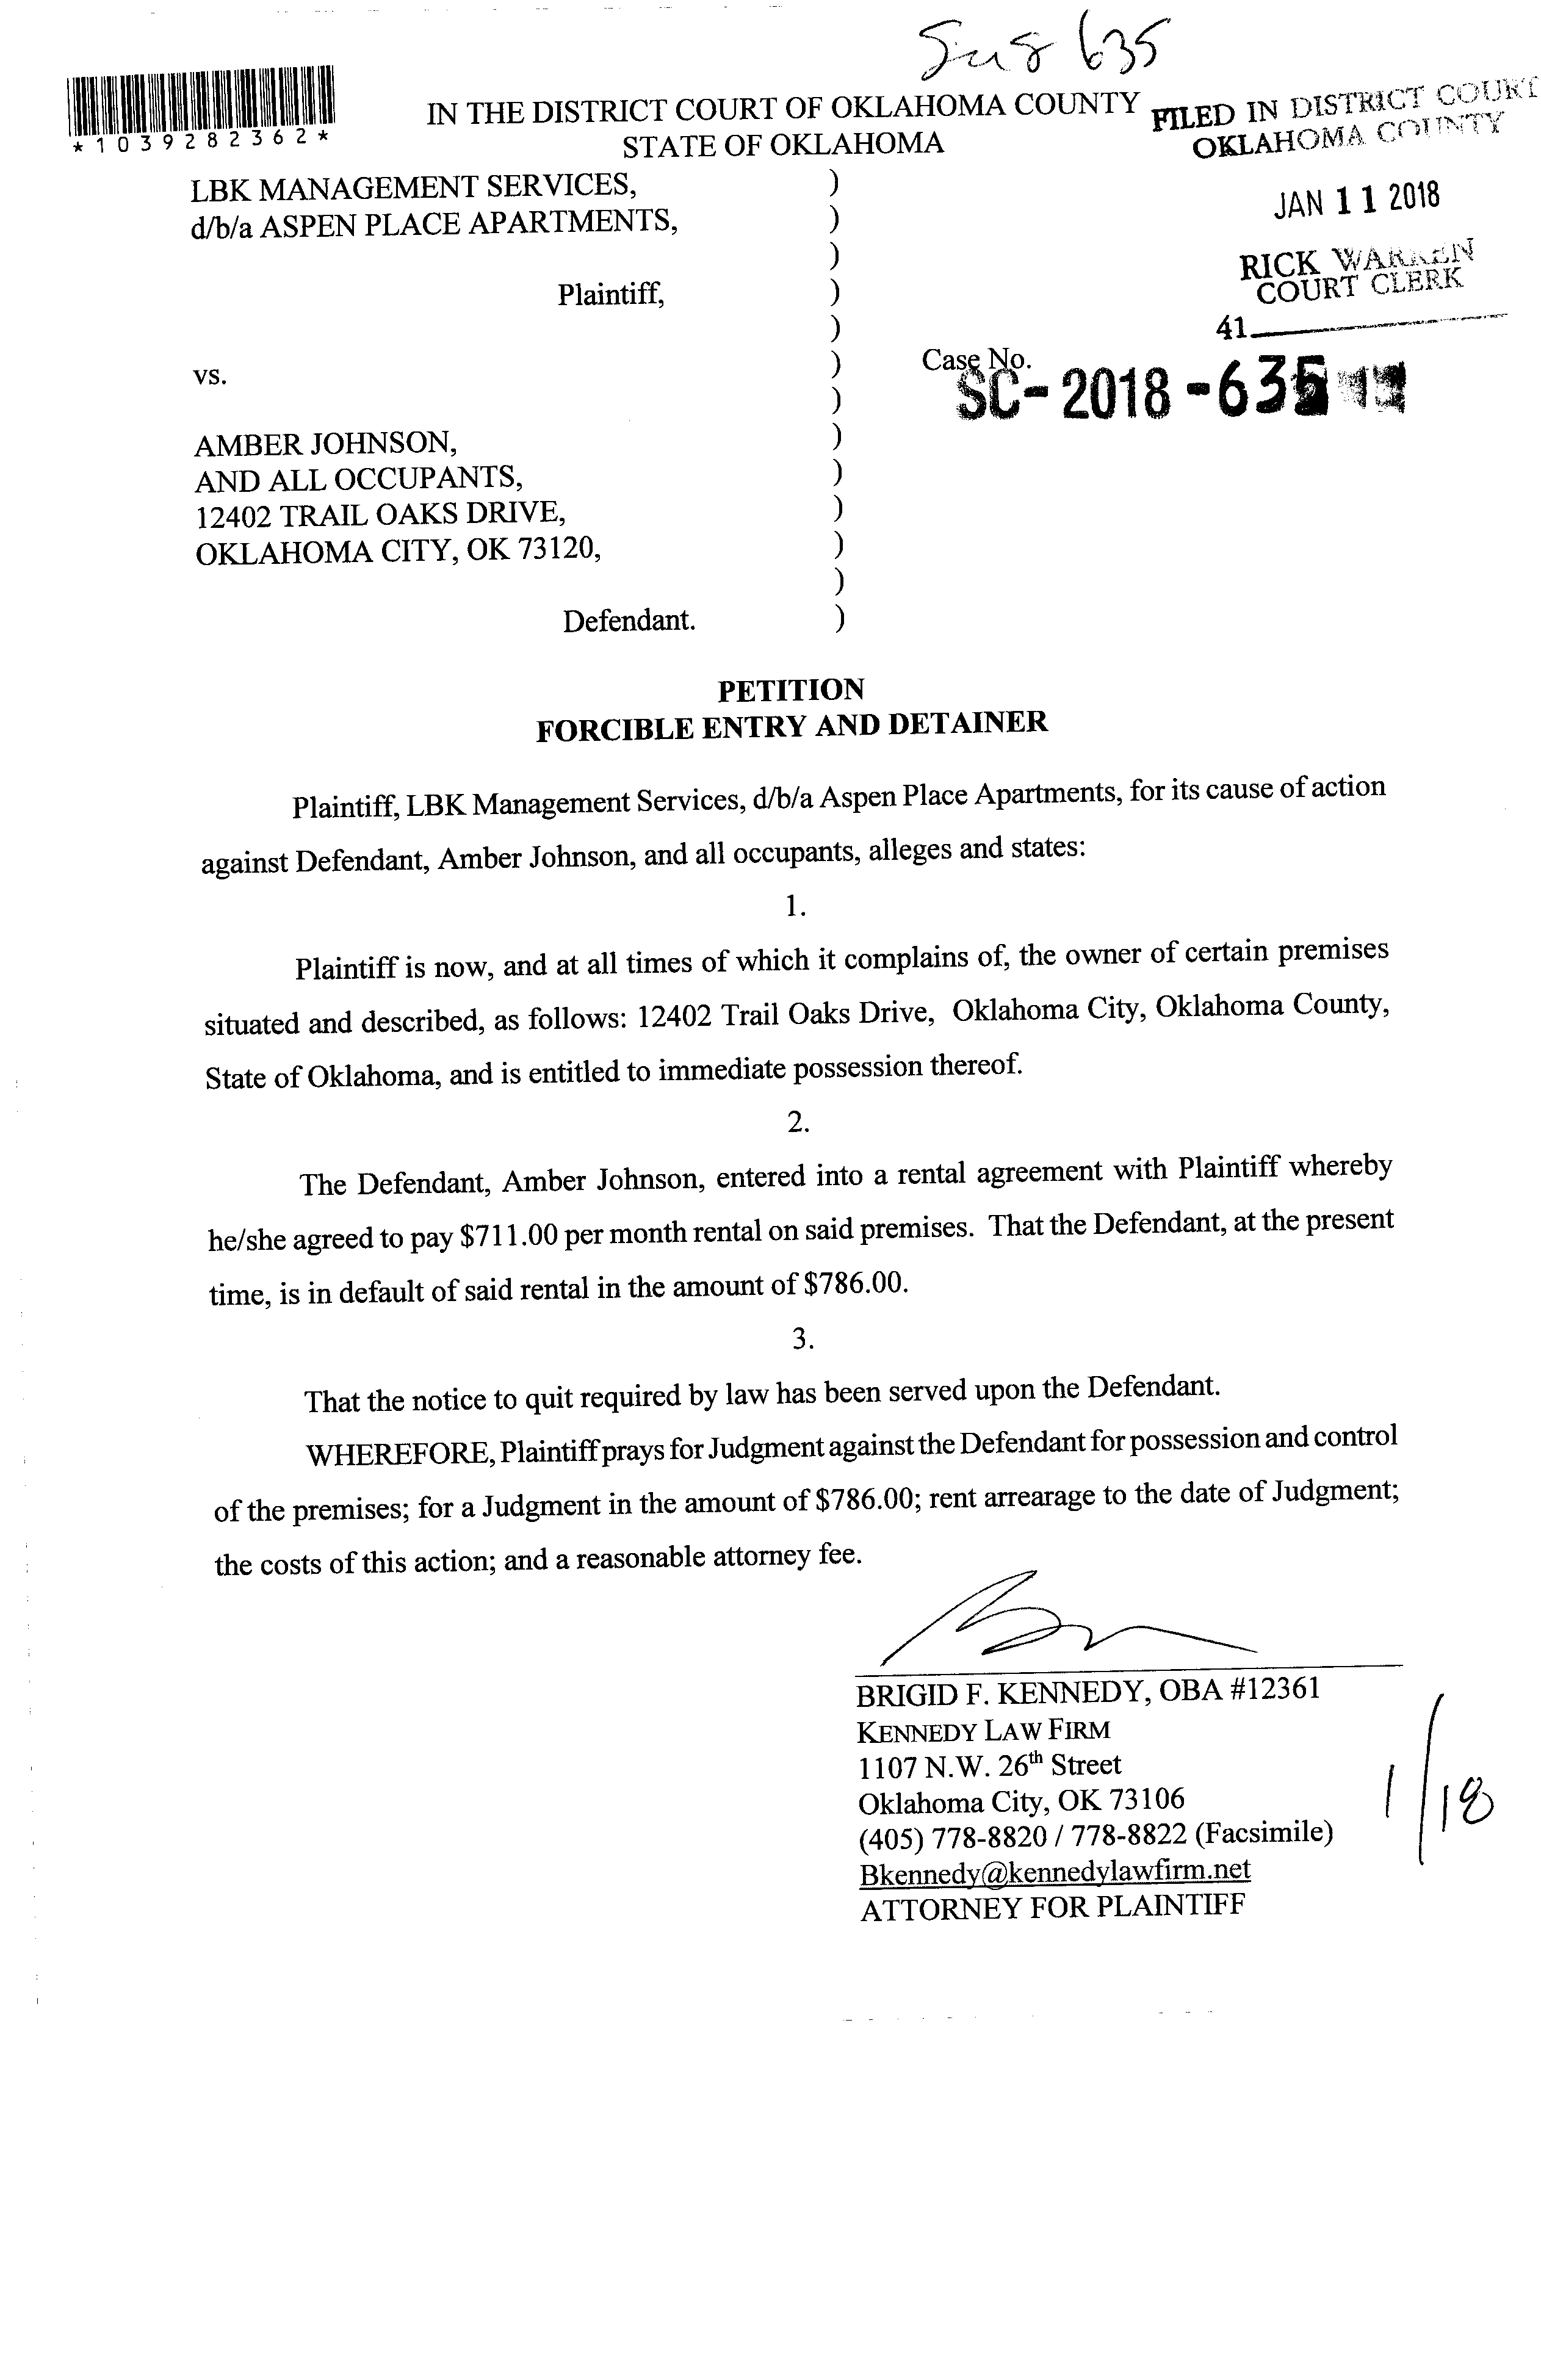 635
*1039282362*
IN THE DISTRICT COURT OF OKLAHOMA COUNTY
STATE OF OKLAHOMA
FILED IN DISTRICT COURT
OKLAHOMA COUNTY
JAN 11 2018
RICK WARREN
COURT CLERK
41
LBK MANAGEMENT SERVICES, )
d/b/a ASPEN PLACE APARTMENTS, )
)
Plaintiff, )
)
vs. )
)
Case No.
SC-2018-635
AMBER JOHNSON, )
AND ALL OCCUPANTS, )
12402 TRAIL OAKS DRIVE, )
OKLAHOMA CITY, OK 73120, )
)
Defendant. )
PETITION
FORCIBLE ENTRY AND DETAINER
Plaintiff, LBK Management Services, d/b/a Aspen Place Apartments, for its cause of action
against Defendant, Amber Johnson, and all occupants, alleges and states:
1.
Plaintiff is now, and at all times of which it complains of, the owner of certain premises
situated and described, as follows: 12402 Trail Oaks Drive, Oklahoma City, Oklahoma County,
State of Oklahoma, and is entitled to immediate possession thereof.
2.
The Defendant, Amber Johnson, entered into a rental agreement with Plaintiff whereby
he/she agreed to pay $711.00 per month rental on said premises. That the Defendant, at the present
time, is in default of said rental in the amount of $786.00.
3.
That the notice to quit required by law has been served upon the Defendant.
WHEREFORE, Plaintiff prays for Judgment against the Defendant for possession and control
of the premises; for a Judgment in the amount of $786.00; rent arrearage to the date of Judgment;
the costs of this action; and a reasonable attorney fee.
BRIGID F. KENNEDY, OBA #12361
KENNEDY LAW FIRM
1107 N.W. 26th Street
Oklahoma City, OK 73106
(405) 778-8820 / 778-8822 (Facsimile)
Bkennedy@kennedylawfirm.net
ATTORNEY FOR PLAINTIFF
1/18